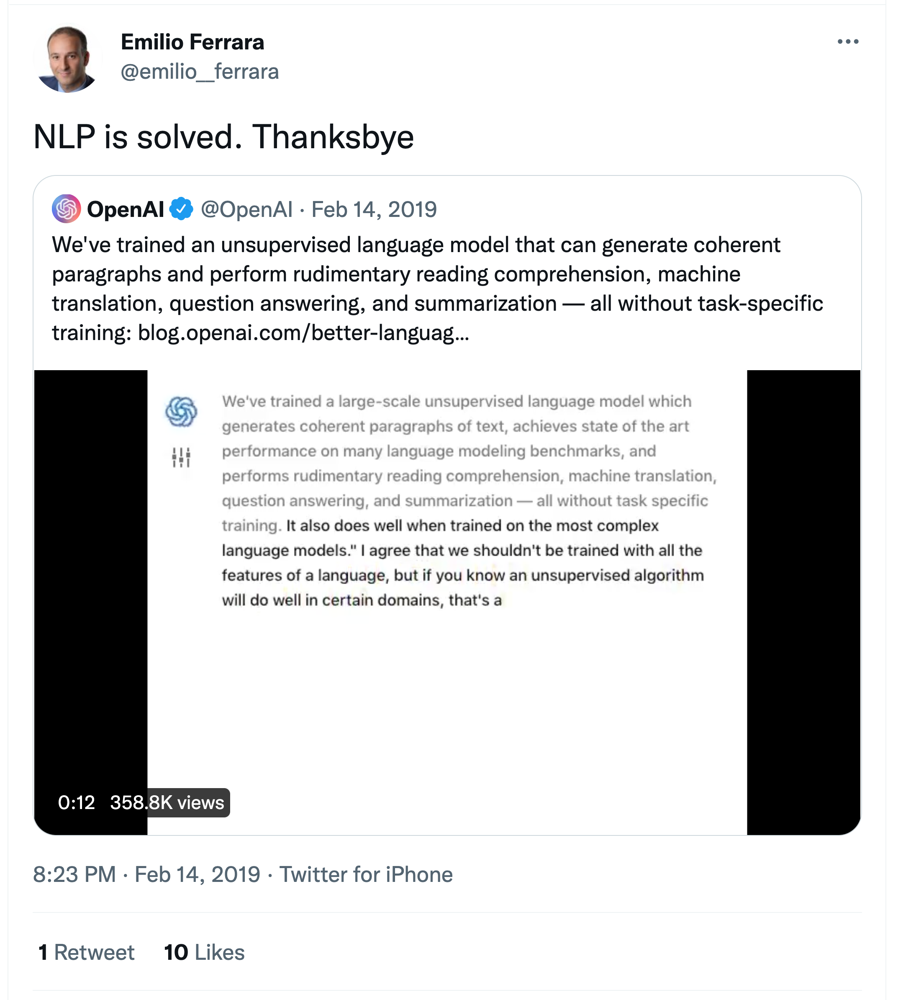 Emilio Ferrara
@emilio__ferrara
NLP is solved. Thanksbye
OpenAI @OpenAI · Feb 14, 2019
We've trained an unsupervised language model that can generate coherent
paragraphs and perform rudimentary reading comprehension, machine
translation, question answering, and summarization — all without task-specific
training: blog.openai.com/better-languag...
We've trained a large-scale unsupervised language model which
generates coherent paragraphs of text, achieves state of the art
performance on many language modeling benchmarks, and
performs rudimentary reading comprehension, machine translation,
question answering, and summarization — all without task specific
training. It also does well when trained on the most complex
language models." I agree that we shouldn't be trained with all the
features of a language, but if you know an unsupervised algorithm
will do well in certain domains, that's a
0:12 358.8K views
8:23 PM · Feb 14, 2019 · Twitter for iPhone
1 Retweet 10 Likes